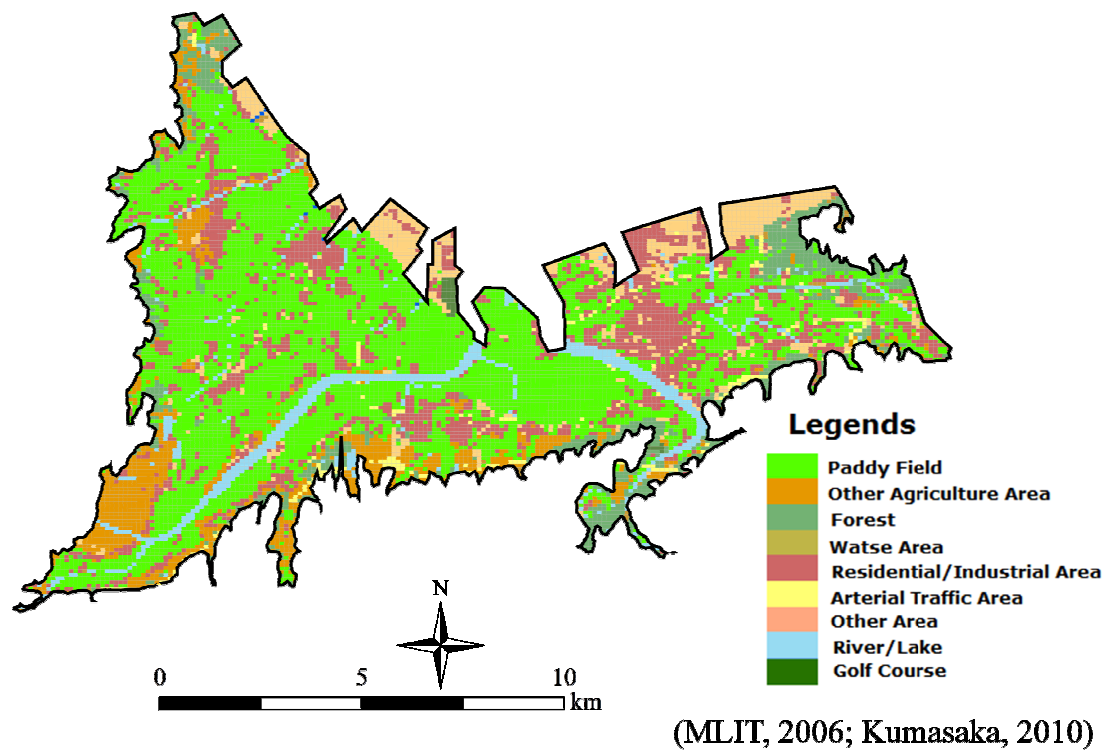 Legends
Paddy Field
Other Agriculture Area
Forest
Watse Area
Residential/Industrial Area
Arterial Traffic Area
Other Area
River/Lake
Golf Course
N
0 5 10
km
(MLIT, 2006; Kumasaka, 2010)